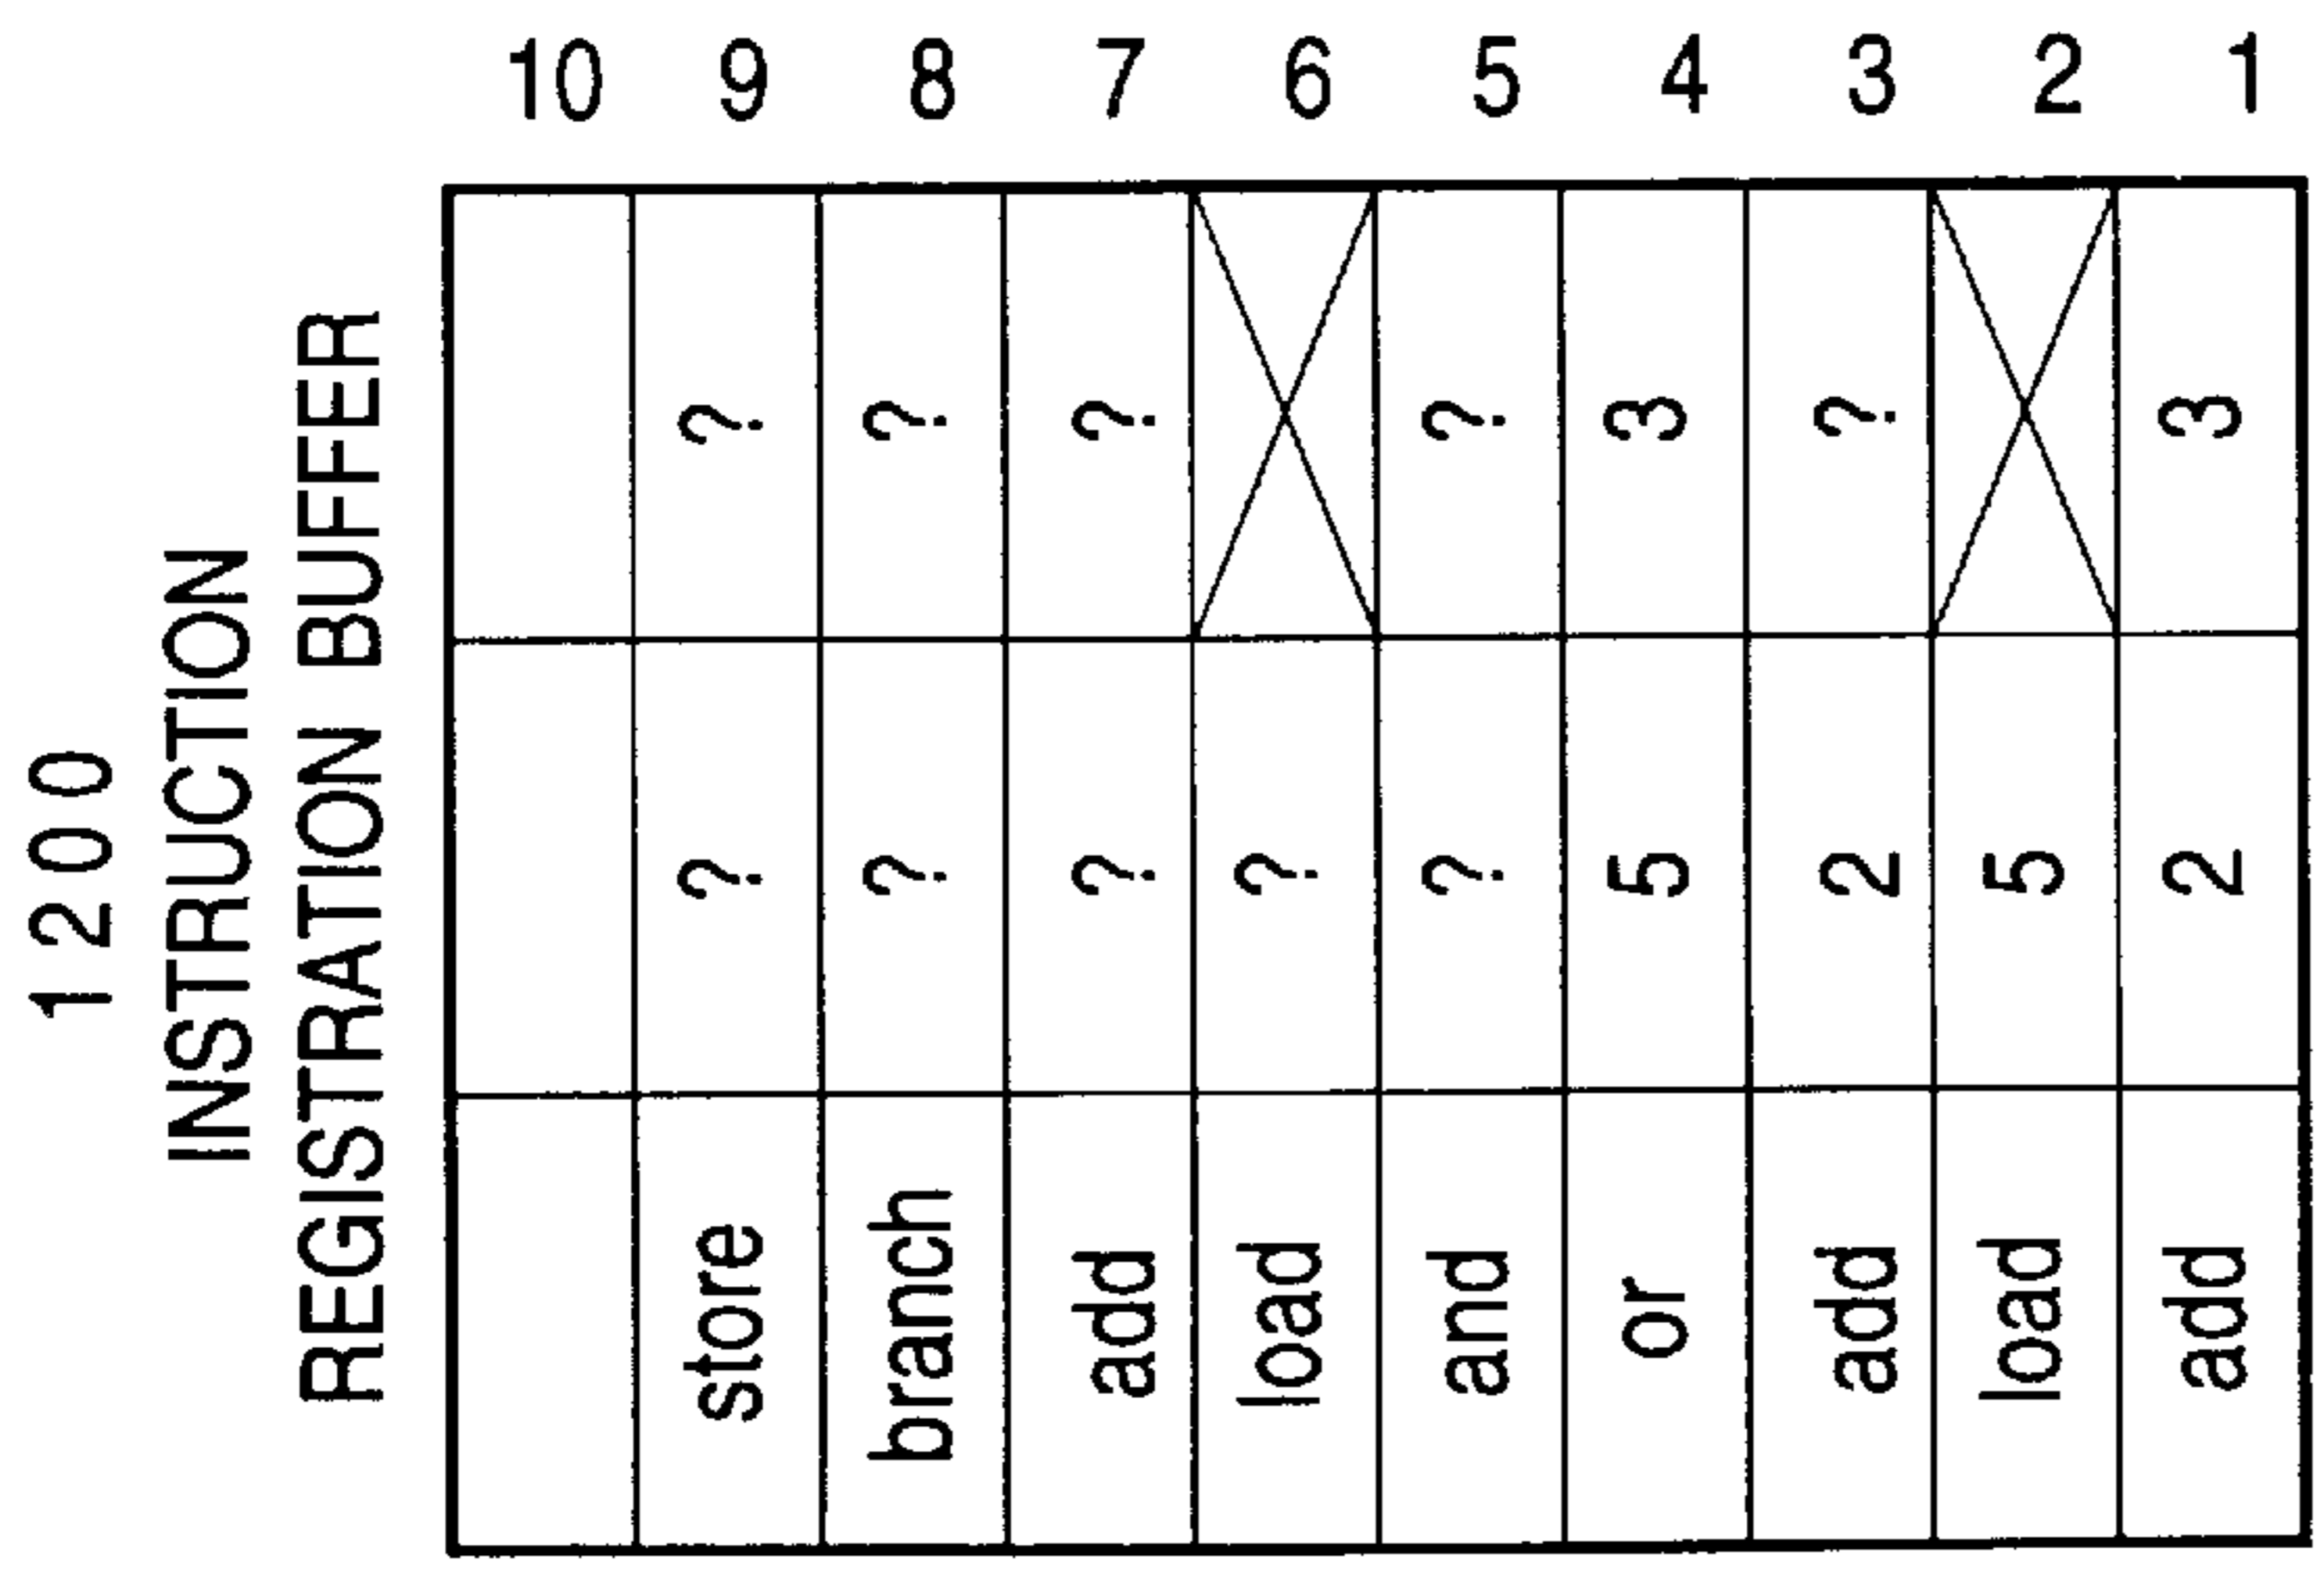 1200
INSTRUCTION
REGISTRATION BUFFER
10
store ? ? 9
branch ? ? 8
add ? ? 7
load ? 6
and ? ? 5
or 5 3 4
add 2 ? 3
load 5 2
add 2 3 1